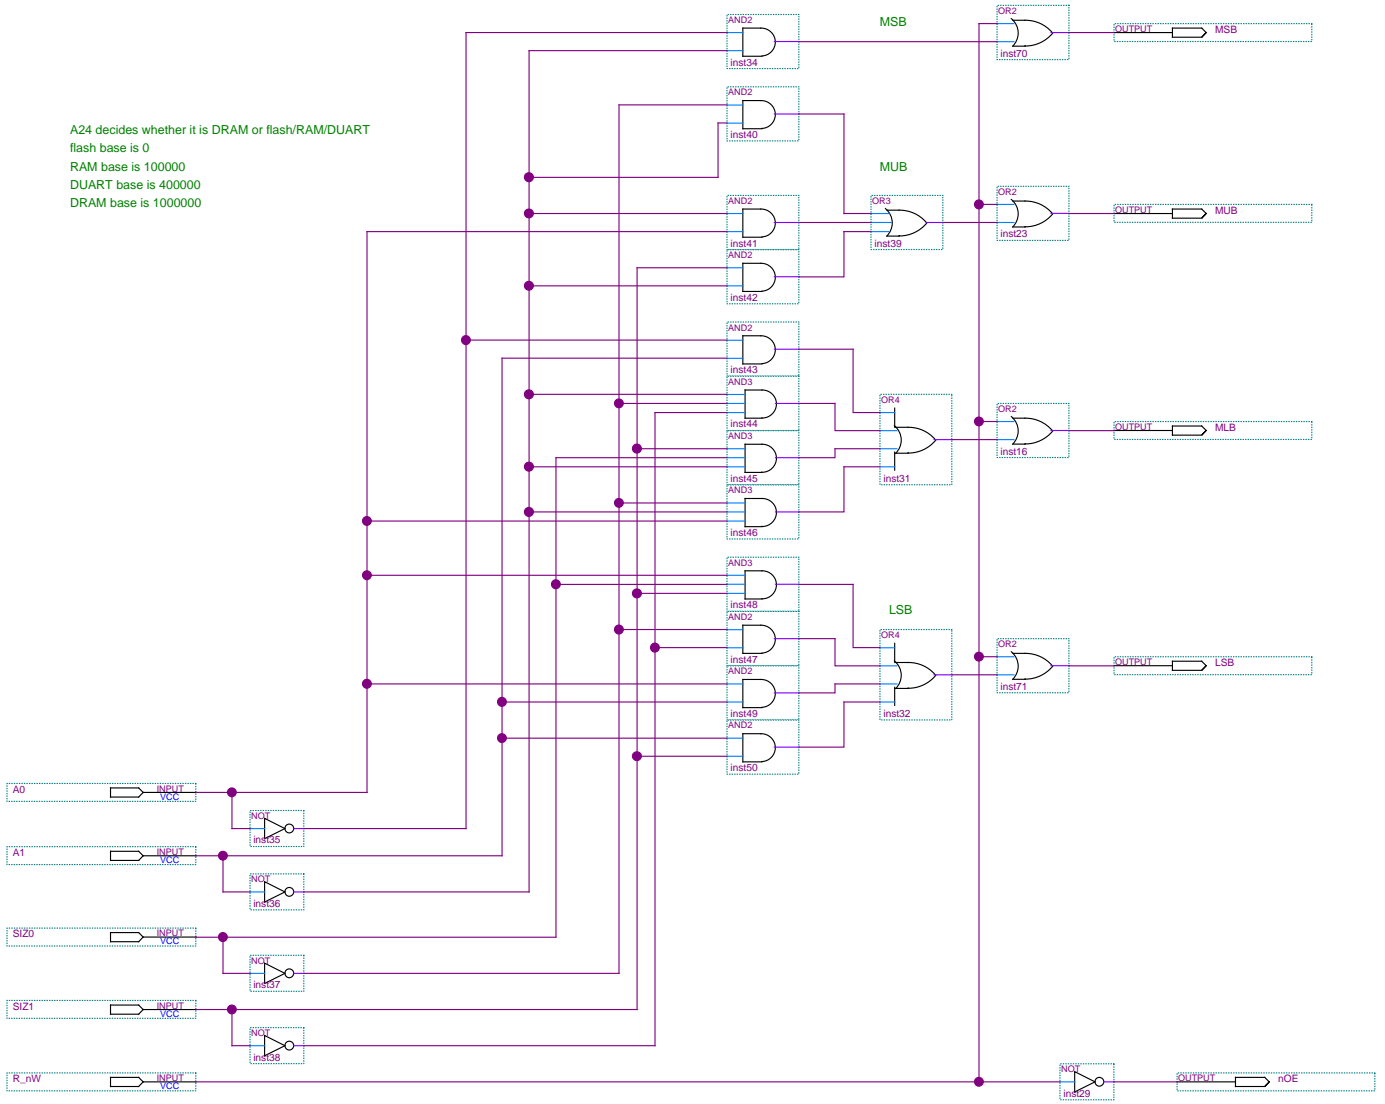 AND2
MSB
OR2
OUTPUT
MSB
inst34
inst70
AND2
inst40
A24 decides whether it is DRAM or flash/RAM/DUART
flash base is 0
RAM base is 100000
DUART base is 400000
DRAM base is 1000000
MUB
AND2
inst41
OR3
inst39
OR2
OUTPUT
MUB
inst23
AND2
inst42
AND2
inst43
AND3
inst44
AND3
inst45
AND3
inst46
OR4
inst31
OR2
OUTPUT
MLB
inst16
AND3
inst48
LSB
AND2
inst47
AND2
inst49
AND2
inst50
OR4
inst32
OR2
OUTPUT
LSB
inst71
A0
INPUT
VCC
NOT
inst35
A1
INPUT
VCC
NOT
inst36
SIZ0
INPUT
VCC
NOT
inst37
SIZ1
INPUT
VCC
NOT
inst38
R_nW
INPUT
VCC
NOT
inst29
OUTPUT
nOE